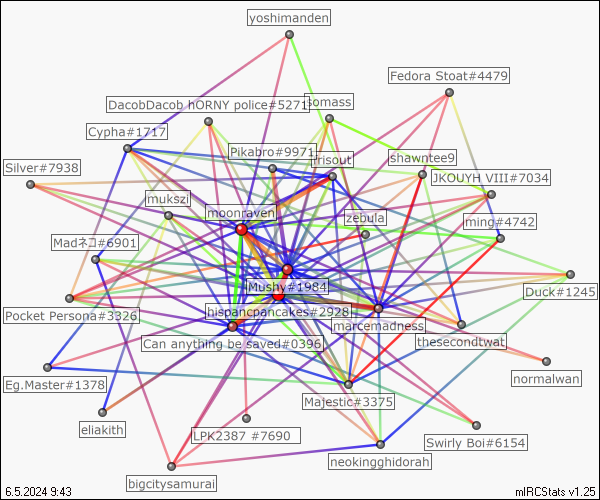 yoshimanden
Fedora Stoat#4479
DacobDacob hORNY police#5271
somass
Cypha#1717
Pikabro#9971
risout
shawntee9
Silver#7938
JKOUYH VIII#7034
mukszi
moonraven
zebula
ming#4742
Madネコ#6901
Mushy#1984
Duck#1245
Pocket Persona#3326
hispancpancakes#2928
marcemadness
Can anything be saved#0396
thesecondtwat
Eg.Master#1378
normalwan
Majestic#3375
eliakith
LPK2387 #7690
Swirly Boi#6154
neokingghidorah
bigcitysamurai
6.5.2024 9:43
mIRCStats v1.25